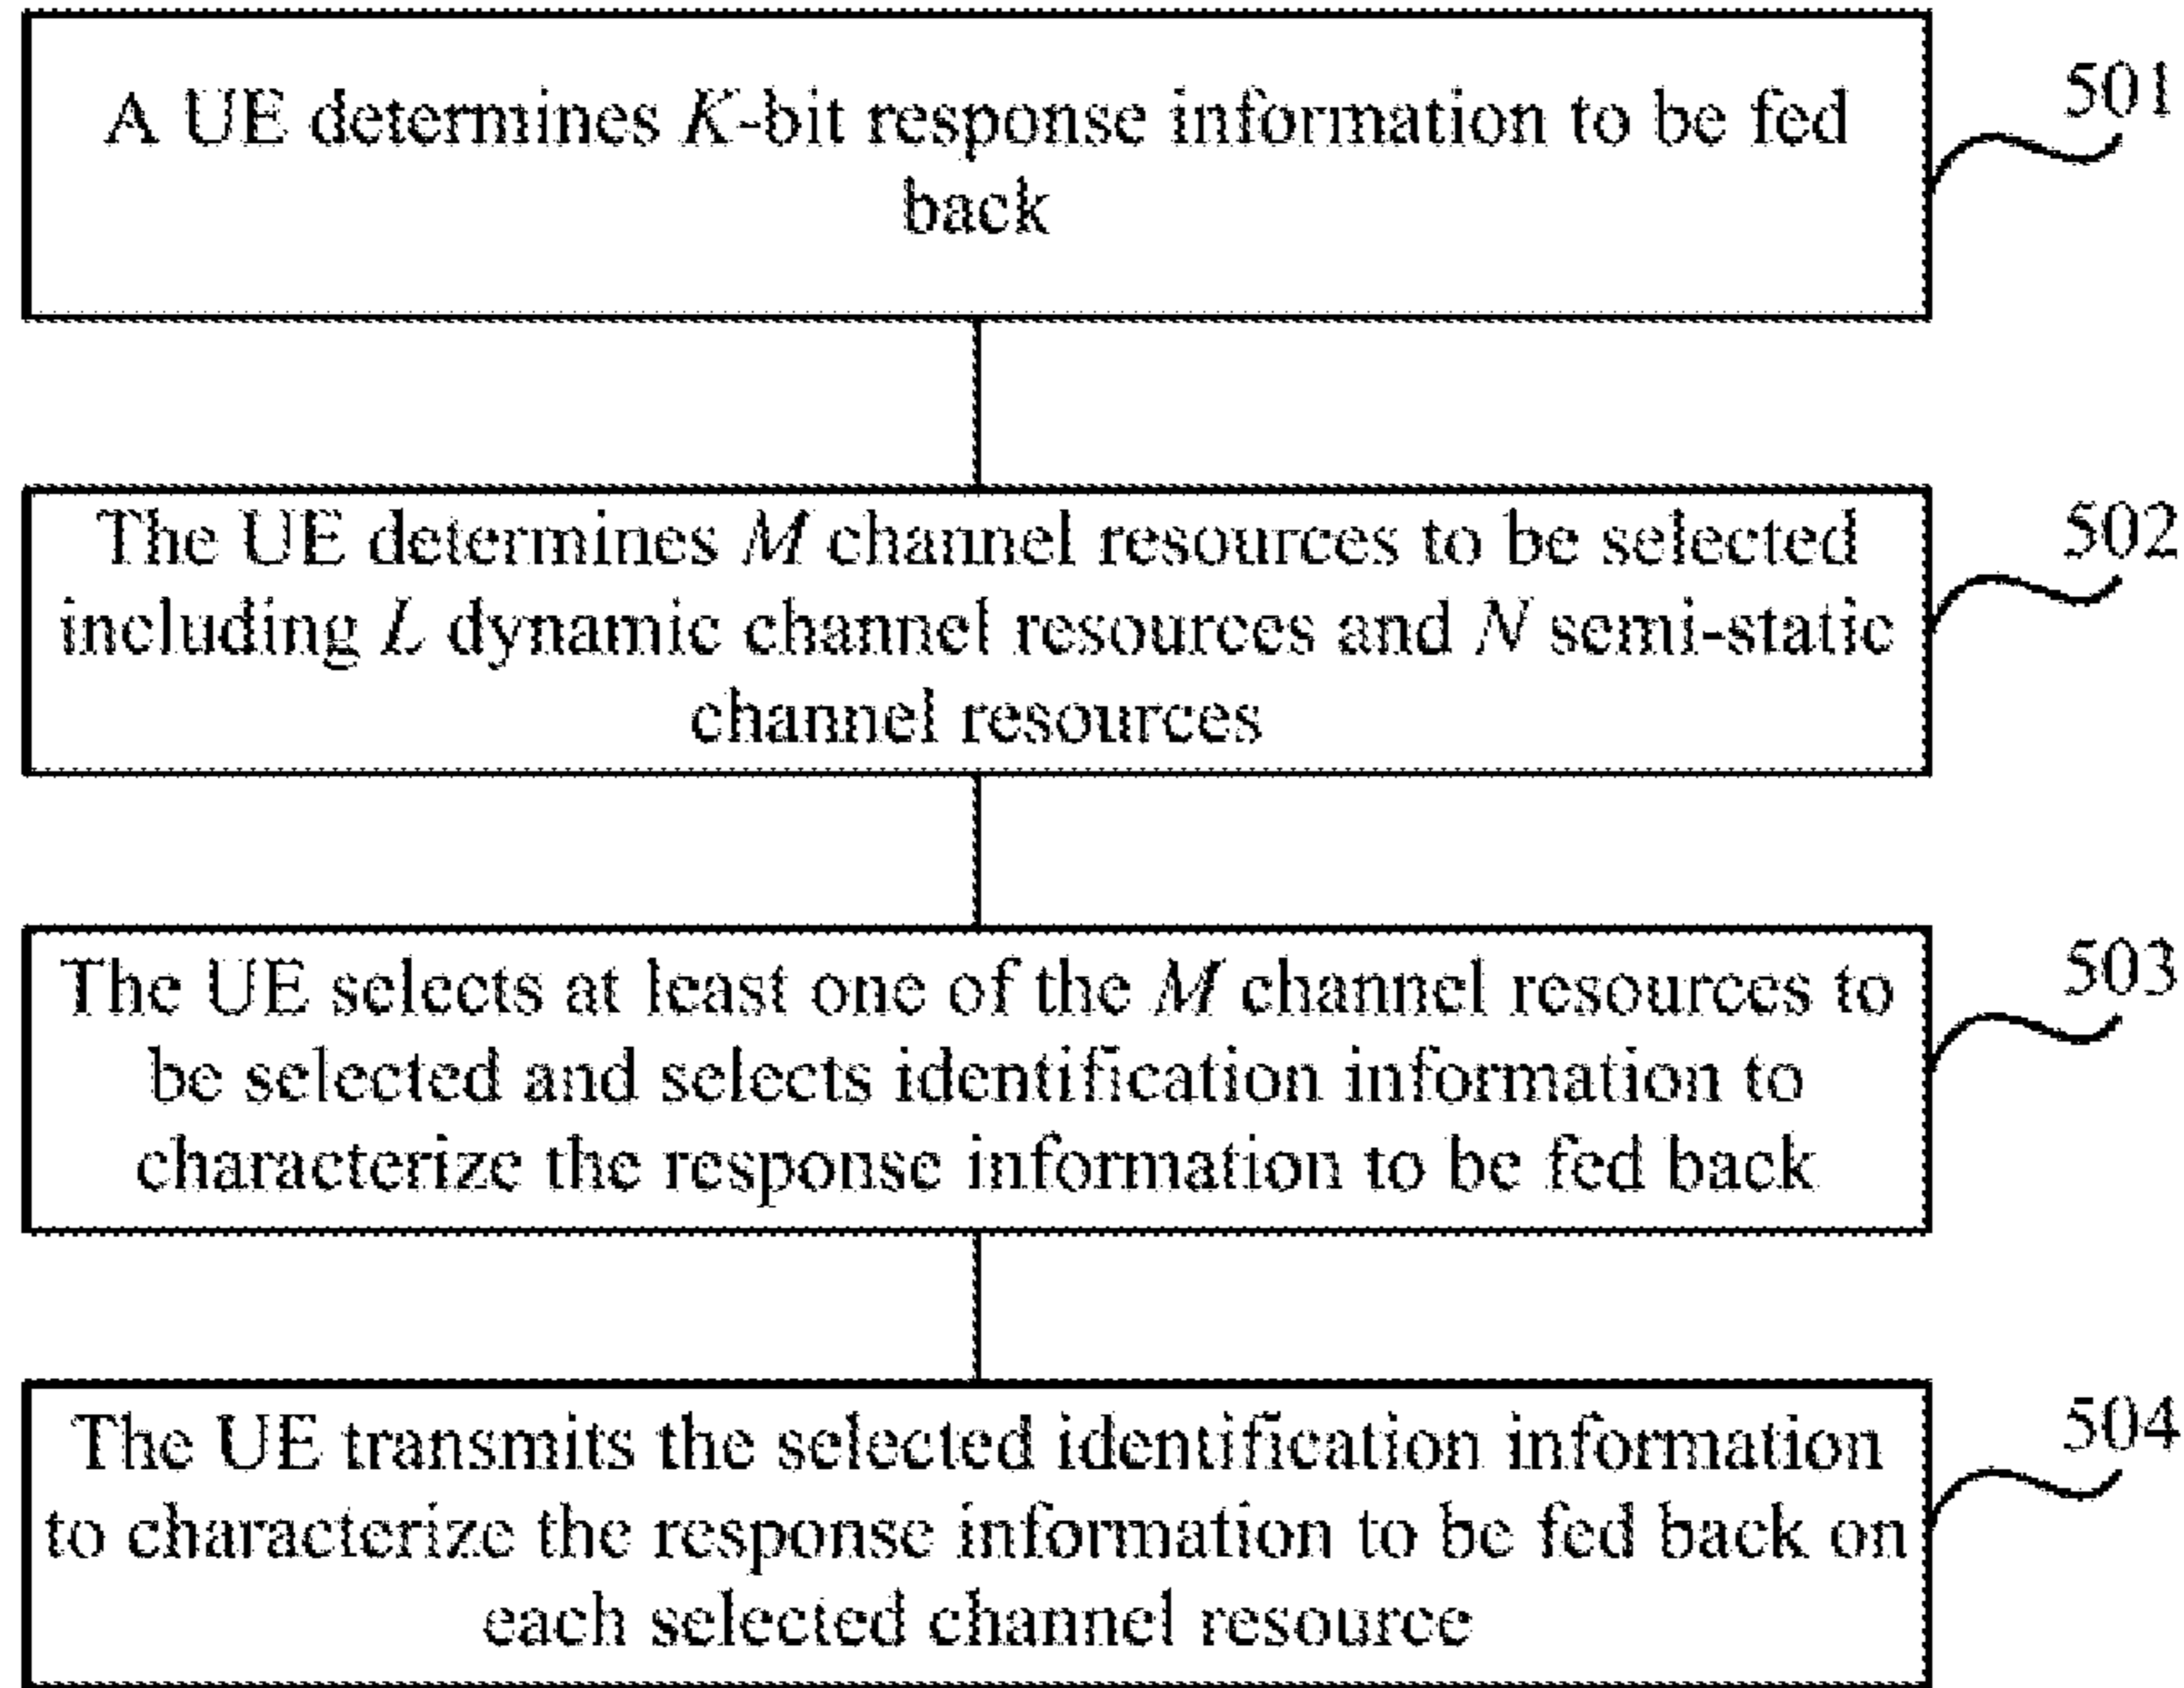 A UE determines K-bit response information to be fed
back
501
The UE determines M channel resources to be selected
including L dynamic channel resources and N semi-static
channel resources
502
The UE selects at least one of the M channel resources to
be selected and selects identification information to
characterize the response information to be fed back
503
The UE transmits the selected identification information
to characterize the response information to be fed back on
each selected channel resource
504